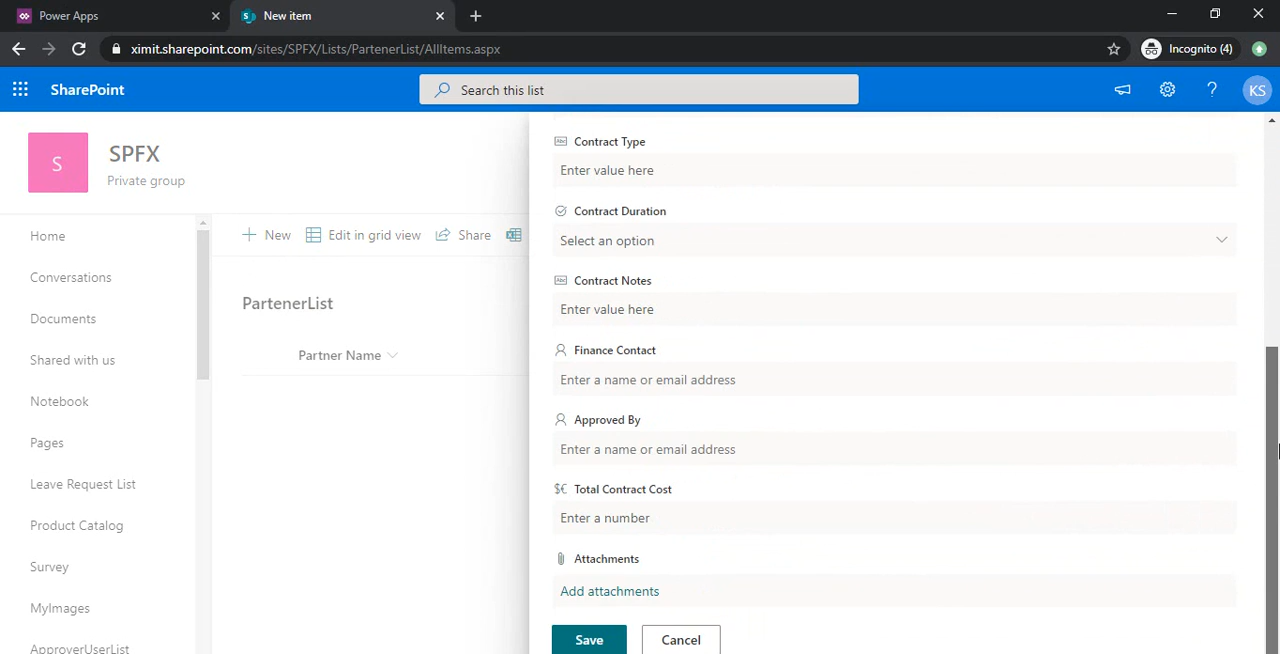 Power Apps
New item
ximit.sharepoint.com/sites/SPFX/Lists/PartenerList/AllItems.aspx
Incognito (4)
SharePoint
Search this list
?
KS
S
SPFX
Private group
Home
Conversations
Documents
Shared with us
Notebook
Pages
Leave Request List
Product Catalog
Survey
MyImages
ApproverUserList
New
Edit in grid view
Share
PartenerList
Partner Name
Abc Contract Type
Enter value here
Contract Duration
Select an option
Abc Contract Notes
Enter value here
Finance Contact
Enter a name or email address
Approved By
Enter a name or email address
$€ Total Contract Cost
Enter a number
Attachments
Add attachments
Save
Cancel